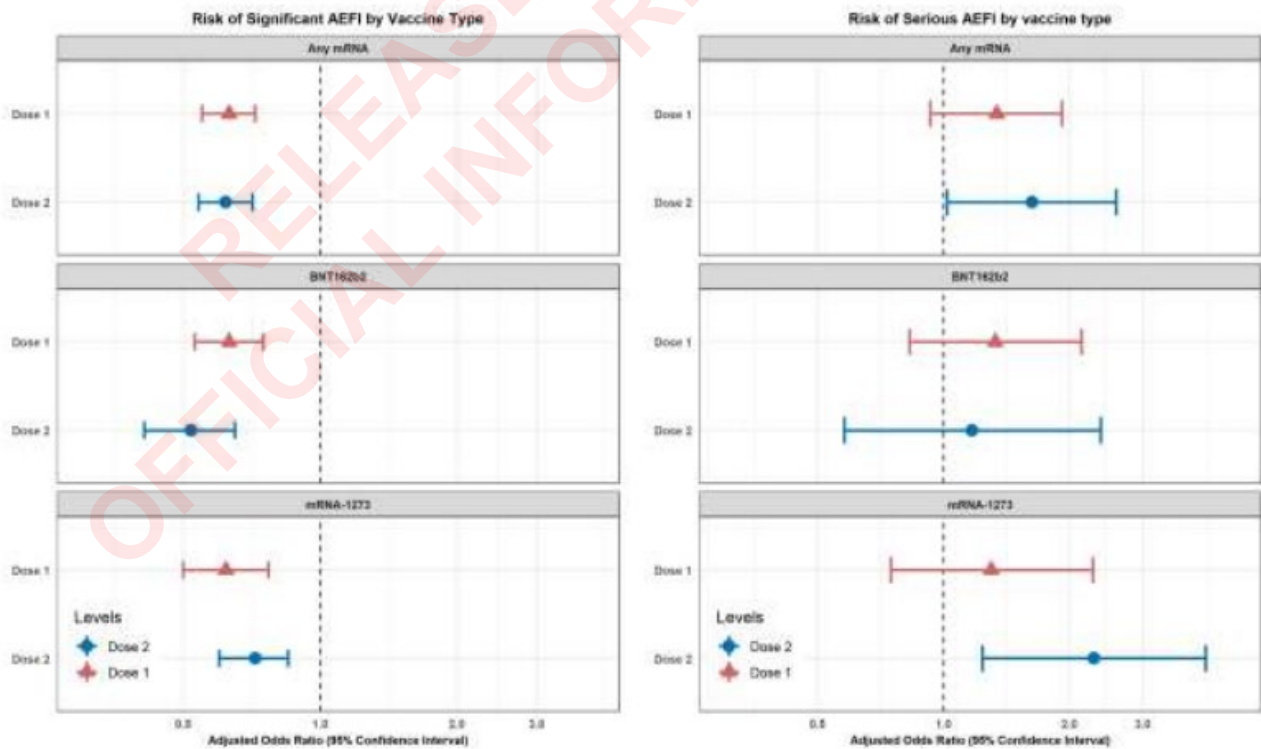 Risk of Significant AEFI by Vaccine Type
Any mRNA
Dose 1
Dose 2
BNT162b2
Dose 1
Dose 2
mRNA-1273
Dose 1
Levels
Dose 2
Dose 2
Dose 1
0.5 1.0 2.0 3.0
Adjusted Odds Ratio (95% Confidence Interval)
Risk of Serious AEFI by vaccine type
Any mRNA
Dose 1
Dose 2
BNT162b2
Dose 1
Dose 2
mRNA-1273
Dose 1
Levels
Dose 2
Dose 2
Dose 1
0.5 1.0 2.0 3.0
Adjusted Odds Ratio (95% Confidence Interval)
RELEASE
OFFICIAL INFOR